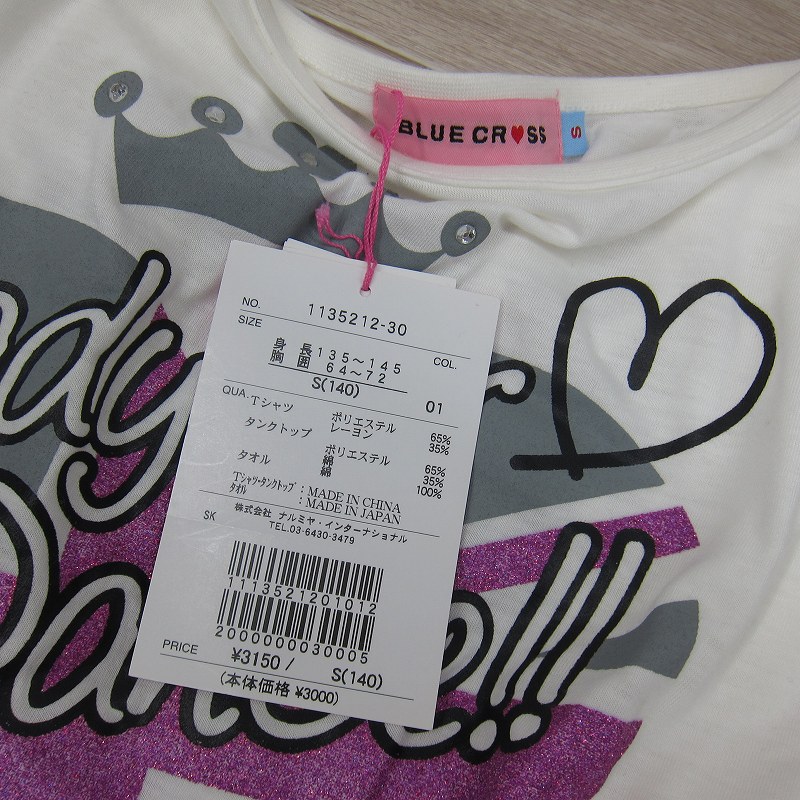 BLUE CR♥SS
S
NO. 1135212-30
SIZE
身長 135~145 COL.
胸囲 64~72
S(140) 01
QUA. Tシャツ ポリエステル 65%
レーヨン 35%
タンクトップ ポリエステル 65%
綿 35%
タオル 綿 100%
Tシャツ・タンクトップ : MADE IN CHINA
タオル : MADE IN JAPAN
SK 株式会社 ナルミヤ・インターナショナル
TEL.03-6430-3479
1113521201012
2000000030005
PRICE ¥3150/ S(140)
(本体価格 ¥3000)
Dance!!